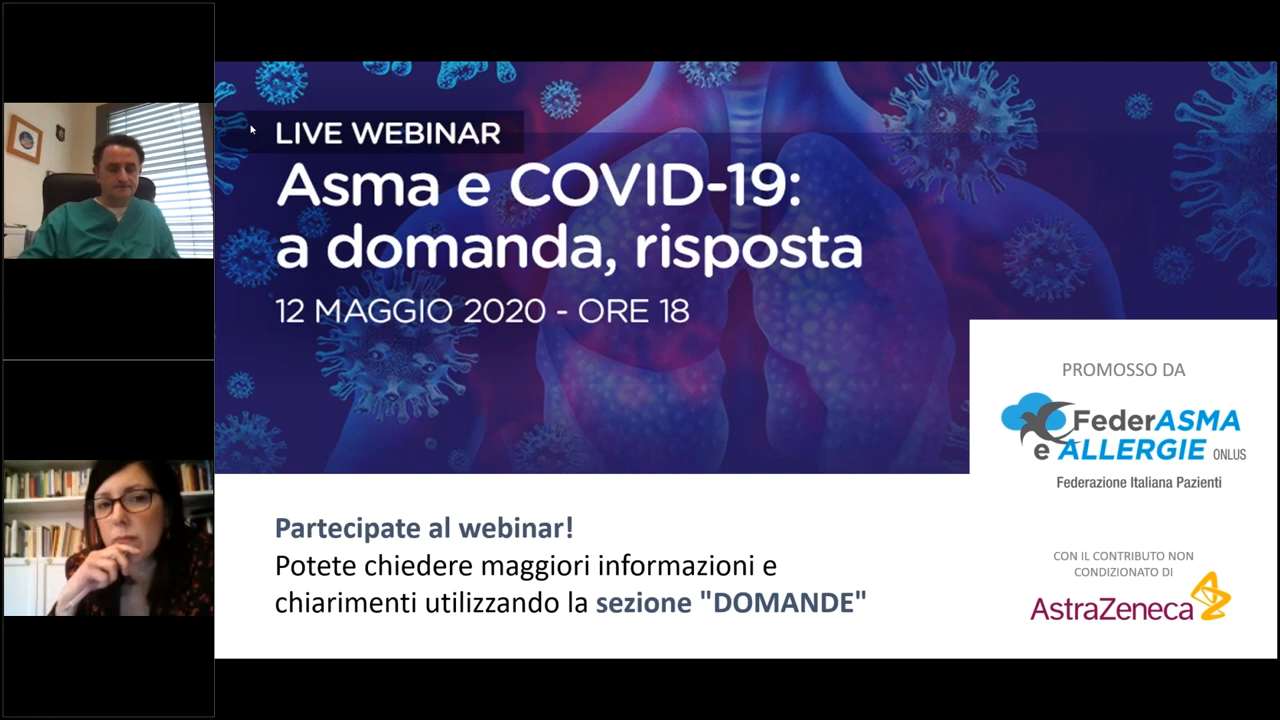 LIVE WEBINAR
Asma e COVID-19:
a domanda, risposta
12 MAGGIO 2020 - ORE 18
PROMOSSO DA
FederASMA
e ALLERGIE ONLUS
Federazione Italiana Pazienti
Partecipate al webinar!
Potete chiedere maggiori informazioni e
chiarimenti utilizzando la sezione "DOMANDE"
CON IL CONTRIBUTO NON
CONDIZIONATO DI
AstraZeneca